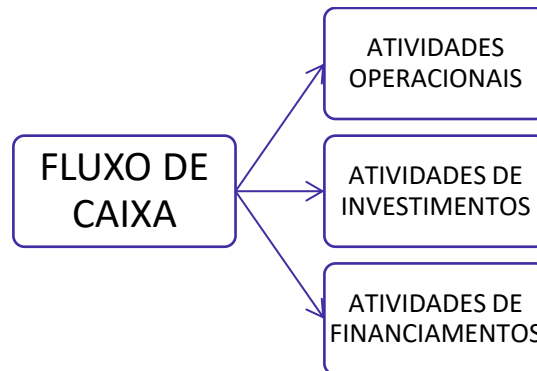 FLUXO DE
CAIXA
ATIVIDADES
OPERACIONAIS
ATIVIDADES DE
INVESTIMENTOS
ATIVIDADES DE
FINANCIAMENTOS